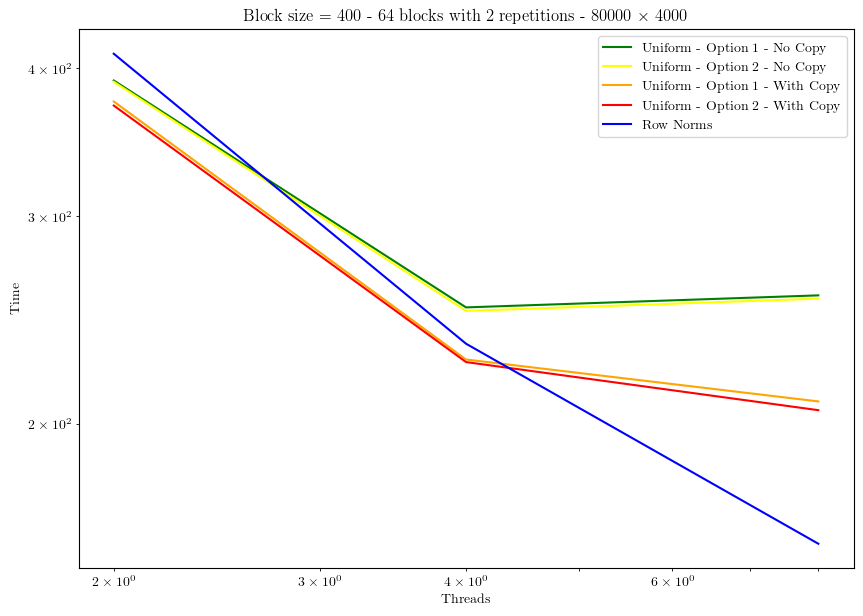 Block size = 400 - 64 blocks with 2 repetitions - 80000 × 4000
Uniform - Option 1 - No Copy
Uniform - Option 2 - No Copy
Uniform - Option 1 - With Copy
Uniform - Option 2 - With Copy
Row Norms
4 × 10²
3 × 10²
2 × 10²
Time
2 × 10⁰ 3 × 10⁰ 4 × 10⁰ 6 × 10⁰
Threads